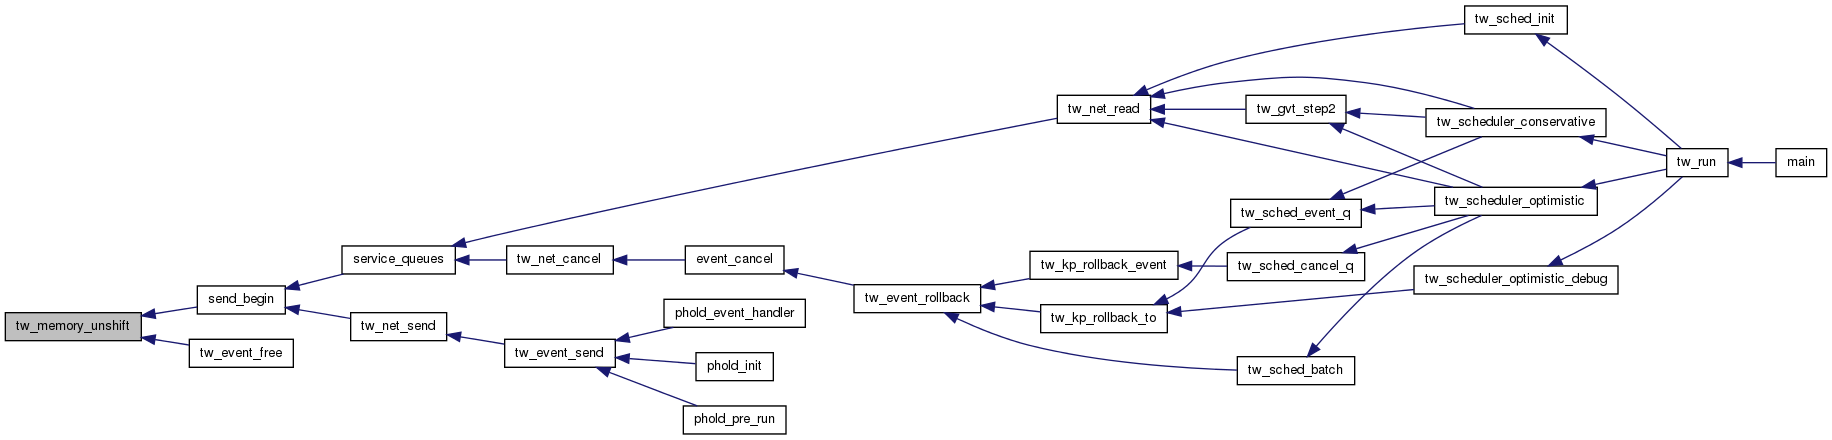 tw_memory_unshift
send_begin
tw_event_free
service_queues
tw_net_send
tw_net_cancel
tw_event_send
event_cancel
phold_event_handler
phold_init
phold_pre_run
tw_event_rollback
tw_net_read
tw_kp_rollback_event
tw_kp_rollback_to
tw_gvt_step2
tw_sched_event_q
tw_sched_cancel_q
tw_sched_batch
tw_sched_init
tw_scheduler_conservative
tw_scheduler_optimistic
tw_scheduler_optimistic_debug
tw_run
main